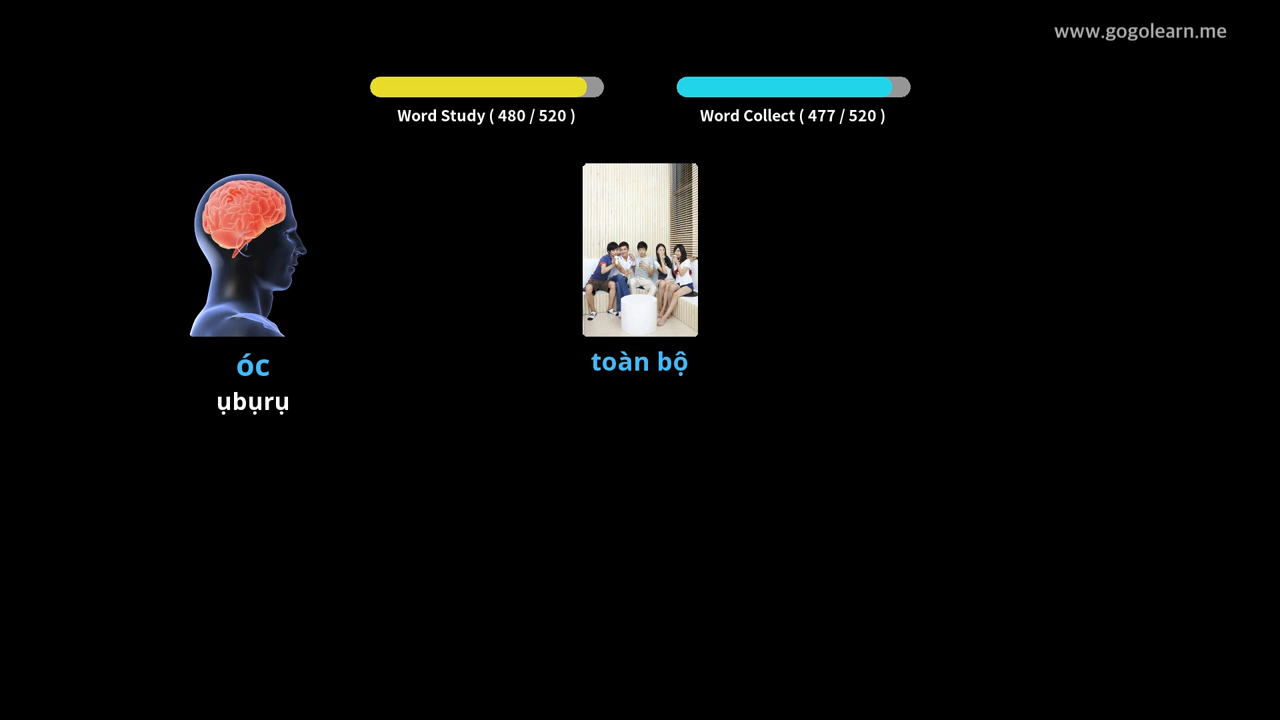 www.gogolearn.me
Word Study ( 480 / 520 )
Word Collect ( 477 / 520 )
óc
ụbụrụ
toàn bộ